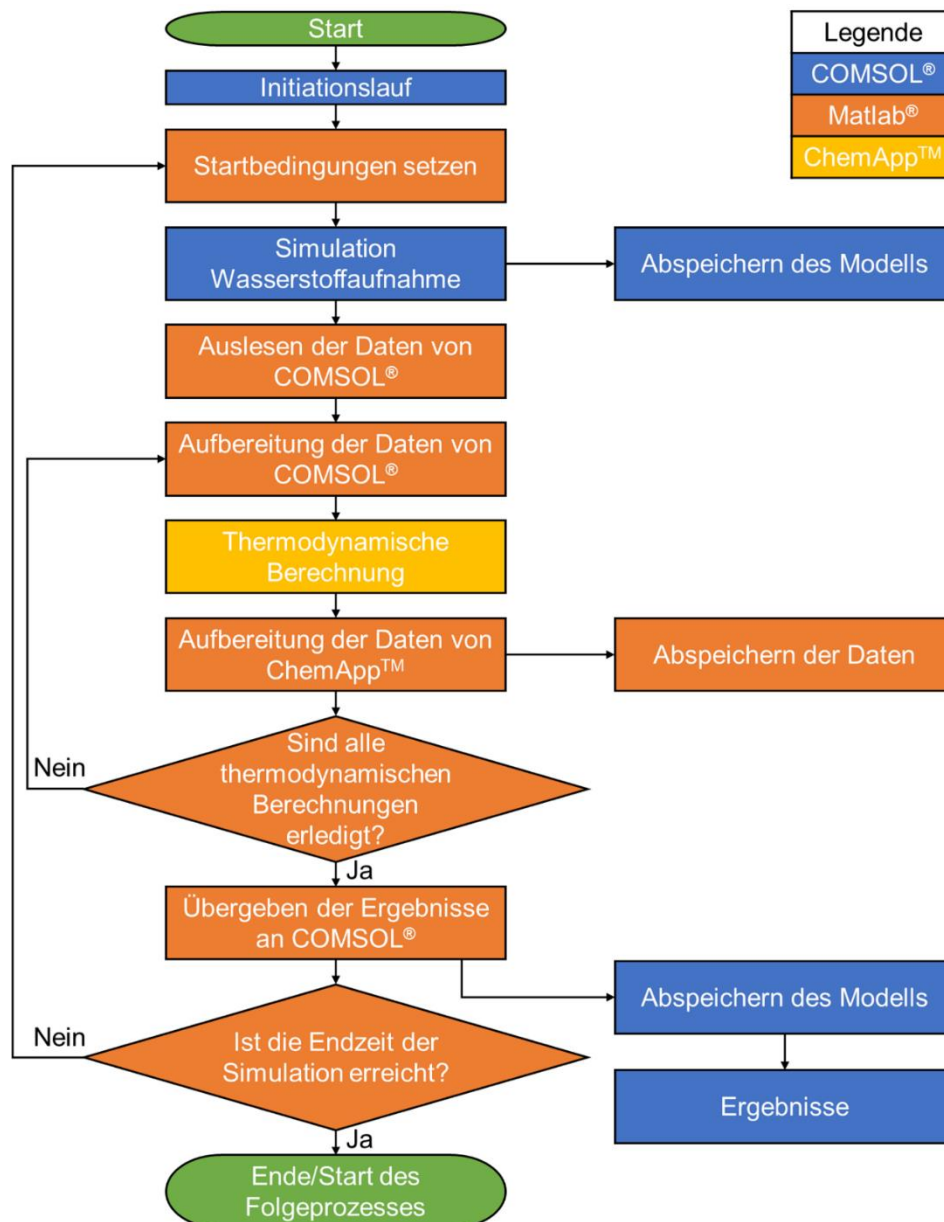 Start
Legende
COMSOL®
Matlab®
ChemApp™
Initiationslauf
Startbedingungen setzen
Simulation
Wasserstoffaufnahme
Abspeichern des Modells
Auslesen der Daten von
COMSOL®
Aufbereitung der Daten von
COMSOL®
Thermodynamische
Berechnung
Aufbereitung der Daten von
ChemApp™
Abspeichern der Daten
Sind alle
thermodynamischen
Berechnungen
erledigt?
Nein
Ja
Übergeben der Ergebnisse
an COMSOL®
Abspeichern des Modells
Ist die Endzeit der
Simulation erreicht?
Nein
Ergebnisse
Ja
Ende/Start des
Folgeprozesses